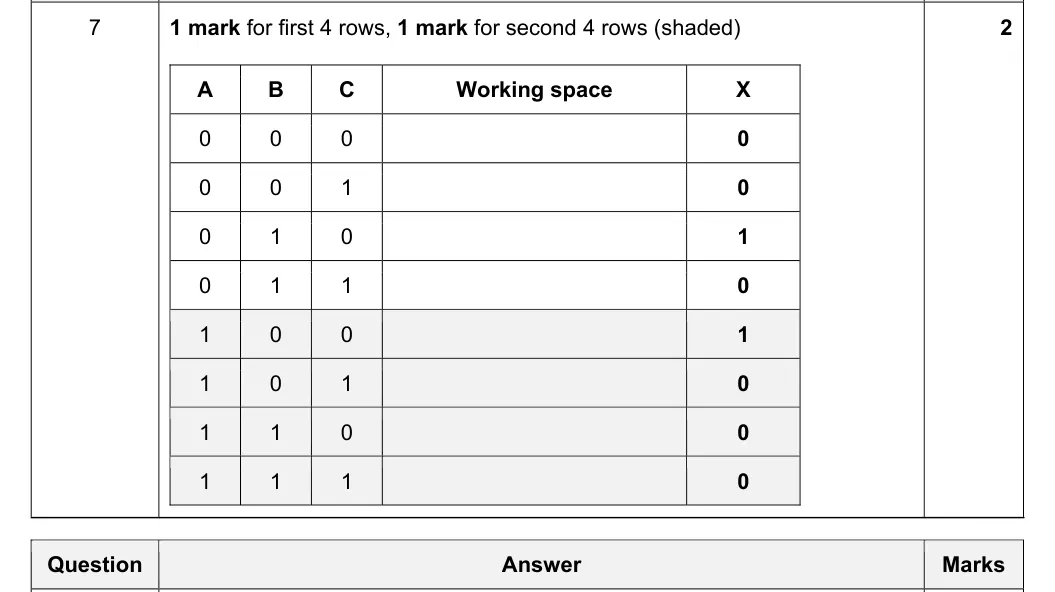 7 1 mark for first 4 rows, 1 mark for second 4 rows (shaded) 2
A B C Working space X
0 0 0 0
0 0 1 0
0 1 0 1
0 1 1 0
1 0 0 1
1 0 1 0
1 1 0 0
1 1 1 0
Question Answer Marks